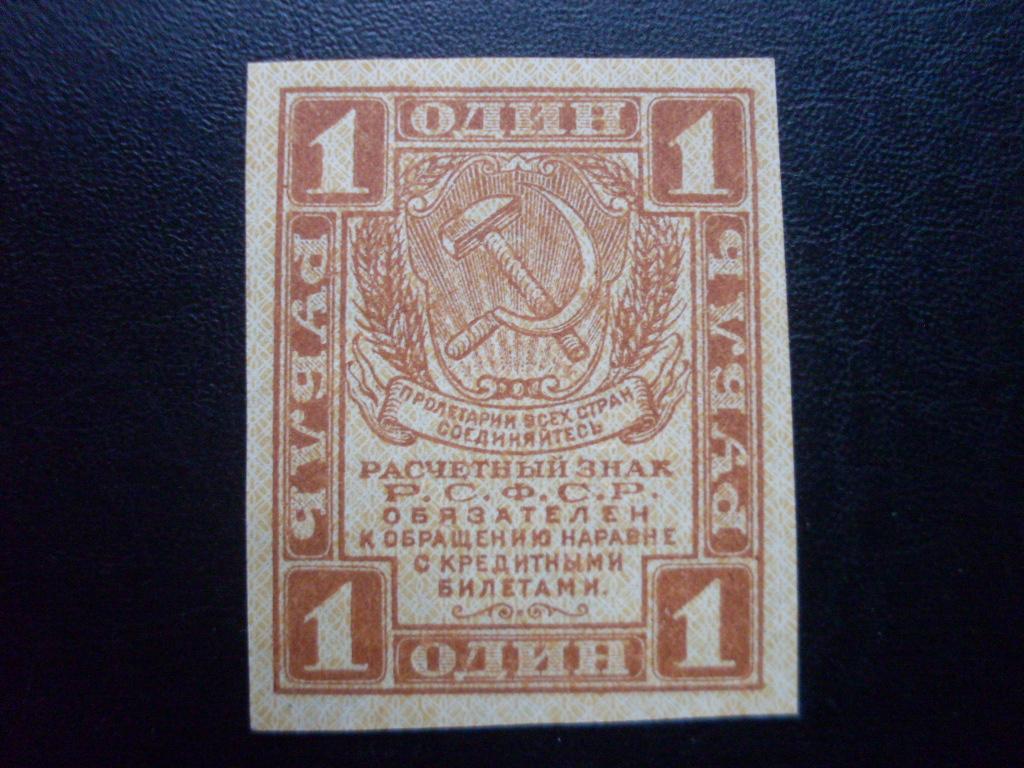 1 ОДИН 1
РУБЛЬ
РУБЛЬ
ПРОЛЕТАРИИ ВСЕХ СТРАН
СОЕДИНЯЙТЕСЬ
РАСЧЕТНЫЙ ЗНАК
Р.С.Ф.С.Р.
ОБЯЗАТЕЛЕН
К ОБРАЩЕНИЮ НАРАВНЕ
С КРЕДИТНЫМИ
БИЛЕТАМИ.
1 ОДИН 1